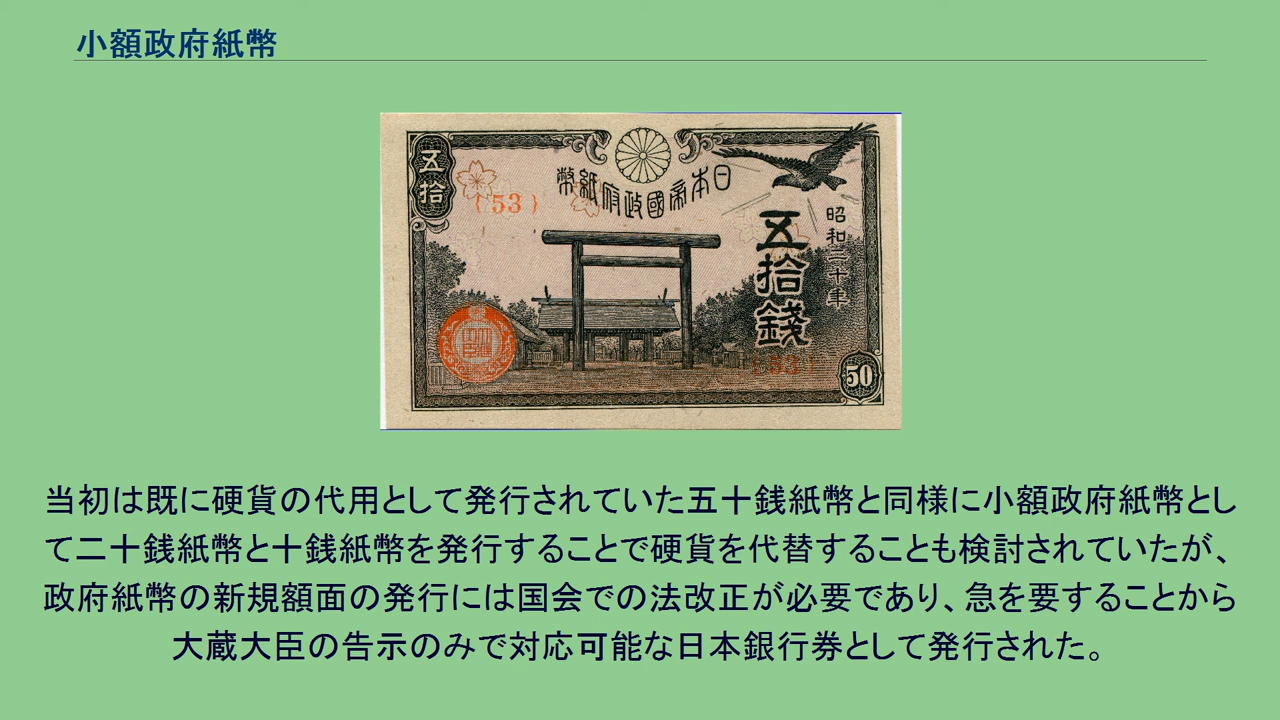 小額政府紙幣
五拾
日本帝國政府紙幣
{53}
昭和二十年
五拾錢
{53}
50
当初は既に硬貨の代用として発行されていた五十銭紙幣と同様に小額政府紙幣とし
て二十銭紙幣と十銭紙幣を発行することで硬貨を代替することも検討されていたが、
政府紙幣の新規額面の発行には国会での法改正が必要であり、急を要することから
大蔵大臣の告示のみで対応可能な日本銀行券として発行された。